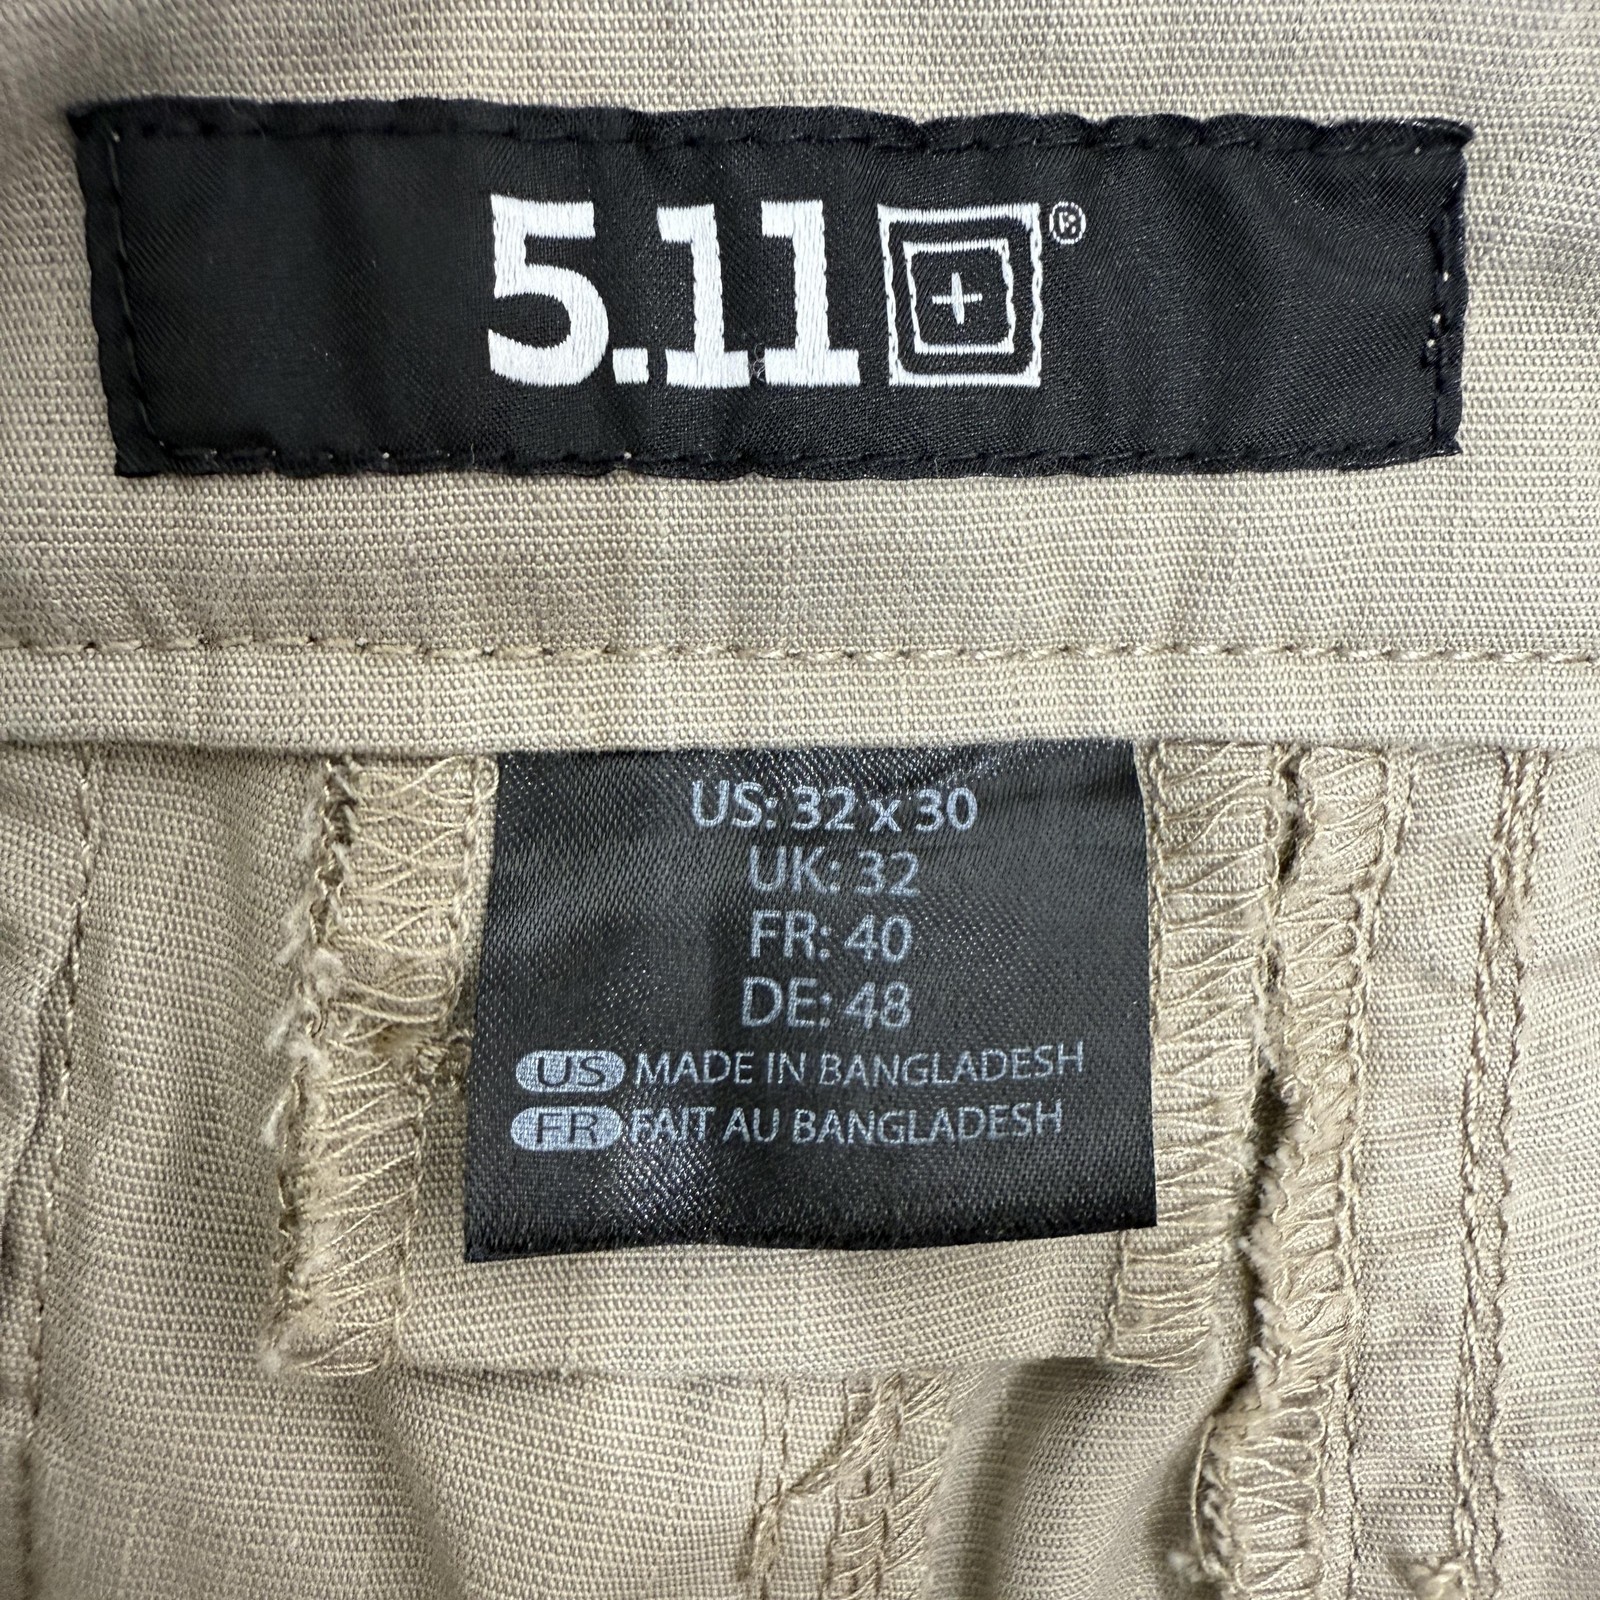 5.11®
US: 32 x 30
UK: 32
FR: 40
DE: 48
US MADE IN BANGLADESH
FR FAIT AU BANGLADESH